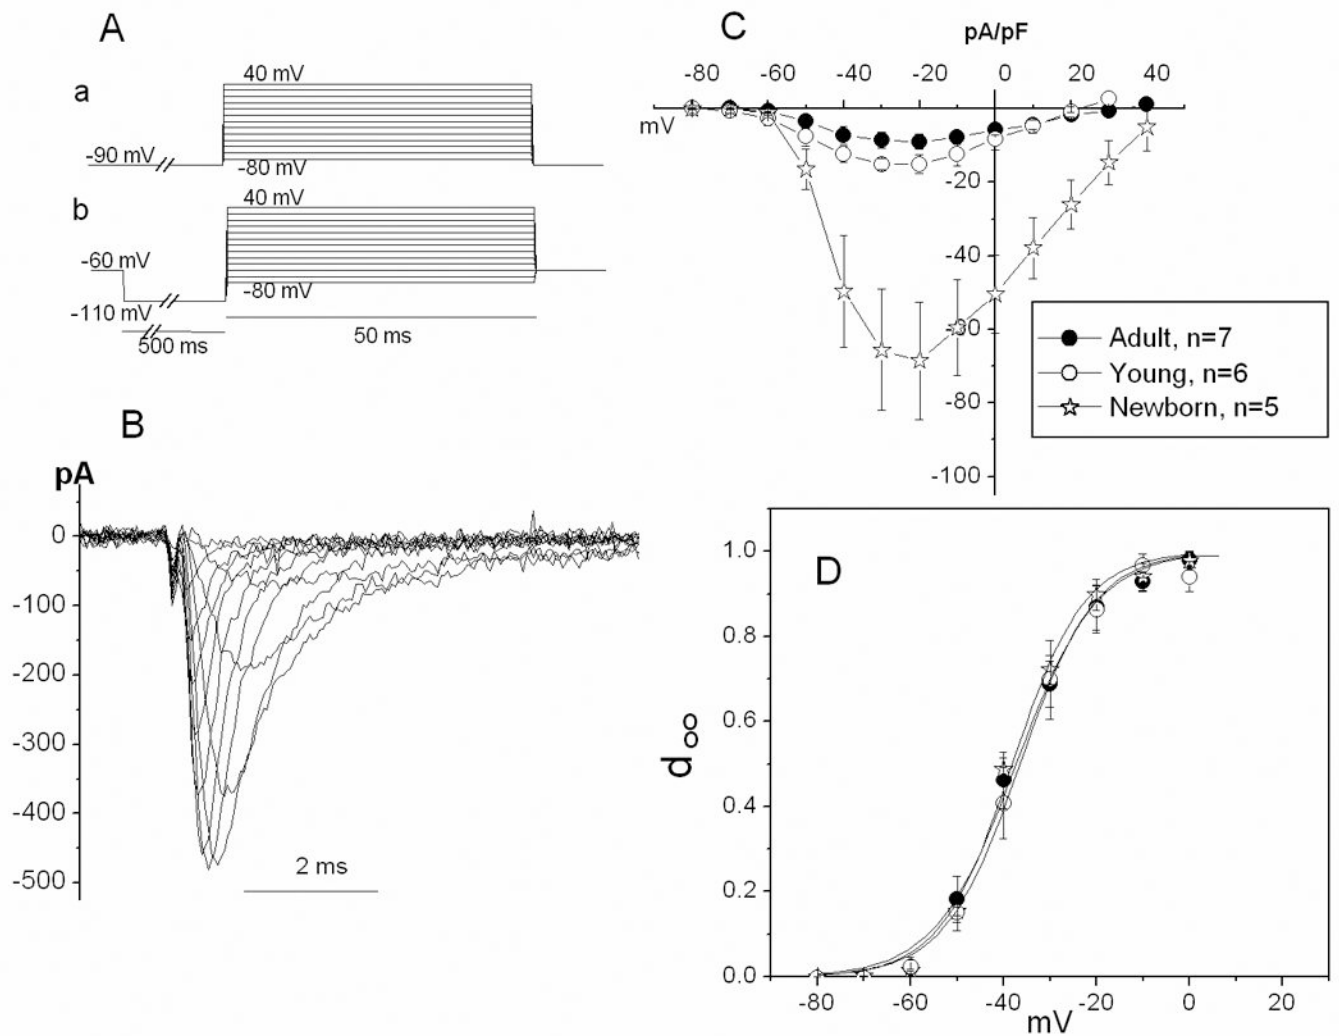 A
a
40 mV
-90 mV
-80 mV
b
40 mV
-60 mV
-80 mV
-110 mV
500 ms
50 ms
B
pA
0
-100
-200
-300
-400
-500
2 ms
C
pA/pF
-80 -60 -40 -20 0 20 40
mV
-20
-40
-60
-80
-100
Adult, n=7
Young, n=6
Newborn, n=5
D
1.0
0.8
0.6
0.4
0.2
0.0
d∞
-80 -60 -40 -20 0 20
mV